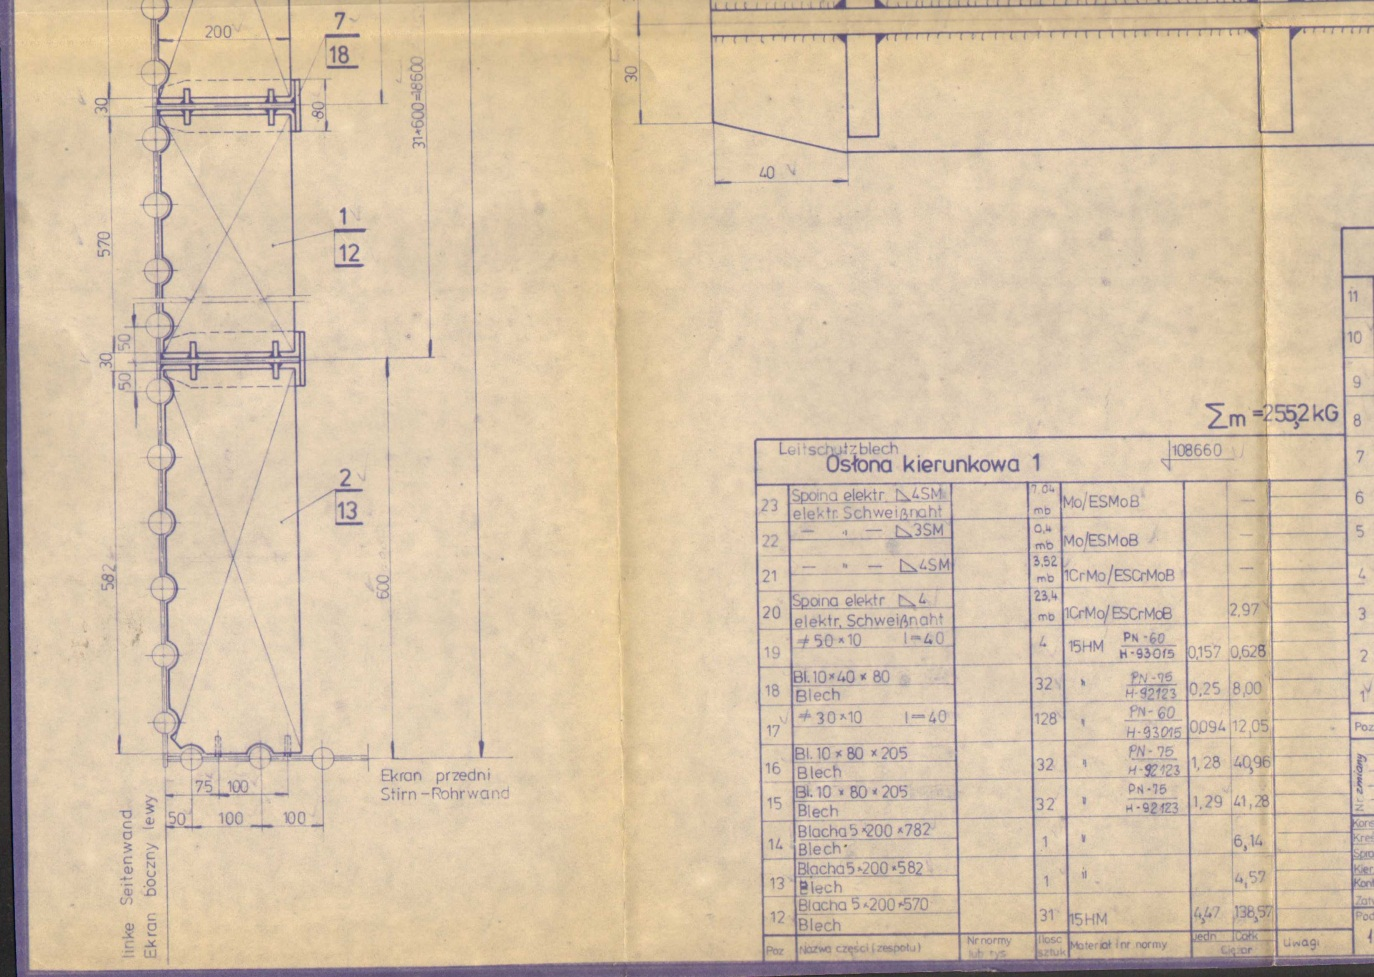 200
7
18
30
80
31×600=18600
30
40
1
12
570
50
30
50
2
13
582
600
75 100
50 100 100
Ekran przedni
Stirn-Rohrwand
linke Seitenwand
Ekran boczny lewy
Σm =255,2 kG
Leitschutzblech
Osłona kierunkowa 1
108660
23 Spoina elektr. 4SM 7,04 mb Mo/ESMoB —
elektr. Schweißnaht
22 — " — 3SM 0,4 mb Mo/ESMoB —
21 — " — 4SM 3,52 mb 1CrMo/ESCrMoB —
20 Spoina elektr 4 23,4 mb 1CrMo/ESCrMoB 2,97
elektr. Schweißnaht
19 ≠50×10 l=40 4 15HM PN-60 H-93015 0,157 0,628
18 Bl. 10×40×80 32 " PN-75 H-92123 0,25 8,00
Blech
17 ≠30×10 l=40 128 " PN-60 H-93015 0,094 12,05
16 Bl. 10×80×205 32 " PN-75 H-92123 1,28 40,96
Blech
15 Bl. 10×80×205 32 " PN-75 H-92123 1,29 41,28
Blech
14 Blacha 5×200×782 1 " 6,14
Blech
13 Blacha 5×200×582 1 " 4,57
Blech
12 Blacha 5×200×570 31 15HM 4,47 138,57
Blech
Poz Nazwa części (zespołu) Nr normy lub rys Ilosc sztuk Materiał i nr normy Jedn Całk Ciężar Uwagi
11
10
9
8
7
6
5
4
3
2
1
Poz
Nr zmiany